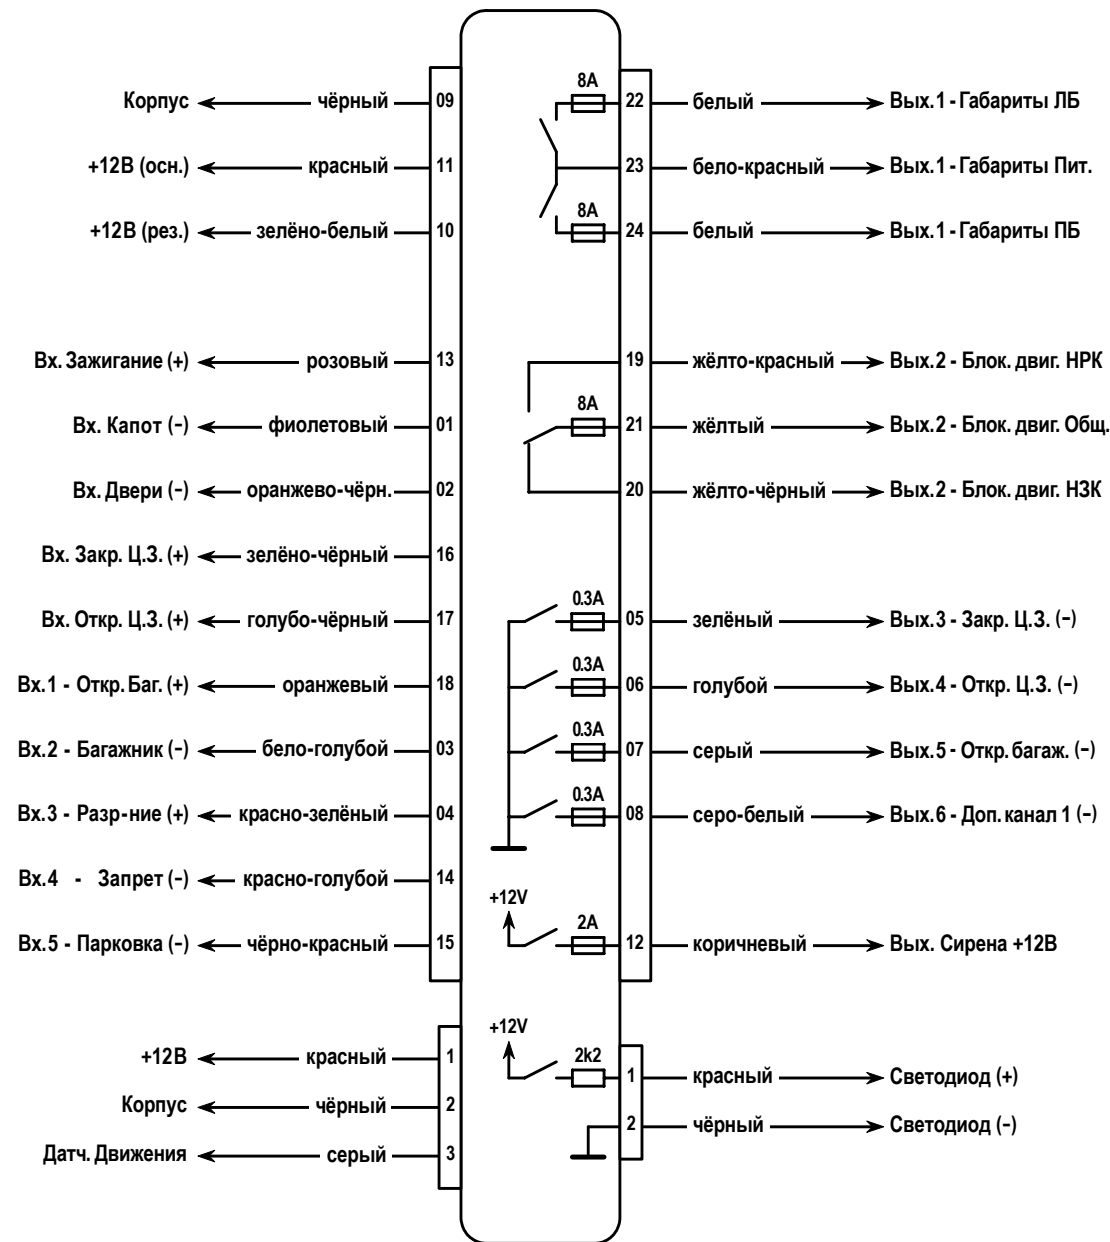 8A
Корпус чёрный 09 22 белый Вых.1 - Габариты ЛБ
+12В (осн.) красный 11 23 бело-красный Вых.1 - Габариты Пит.
8A
+12В (рез.) зелёно-белый 10 24 белый Вых.1 - Габариты ПБ
Вх. Зажигание (+) розовый 13 19 жёлто-красный Вых.2 - Блок. двиг. НРК
8A
Вх. Капот (-) фиолетовый 01 21 жёлтый Вых.2 - Блок. двиг. Общ.
Вх. Двери (-) оранжево-чёрн. 02 20 жёлто-чёрный Вых.2 - Блок. двиг. НЗК
Вх. Закр. Ц.З. (+) зелёно-чёрный 16
0.3A
Вх. Откр. Ц.З. (+) голубо-чёрный 17 05 зелёный Вых.3 - Закр. Ц.З. (-)
0.3A
Вх.1 - Откр. Баг. (+) оранжевый 18 06 голубой Вых.4 - Откр. Ц.З. (-)
0.3A
Вх.2 - Багажник (-) бело-голубой 03 07 серый Вых.5 - Откр. багаж. (-)
0.3A
Вх.3 - Разр-ние (+) красно-зелёный 04 08 серо-белый Вых.6 - Доп. канал 1 (-)
Вх.4 - Запрет (-) красно-голубой 14
+12V
2A
Вх.5 - Парковка (-) чёрно-красный 15 12 коричневый Вых. Сирена +12В
+12V
2k2
+12В красный 1 1 красный Светодиод (+)
Корпус чёрный 2 2 чёрный Светодиод (-)
Датч. Движения серый 3